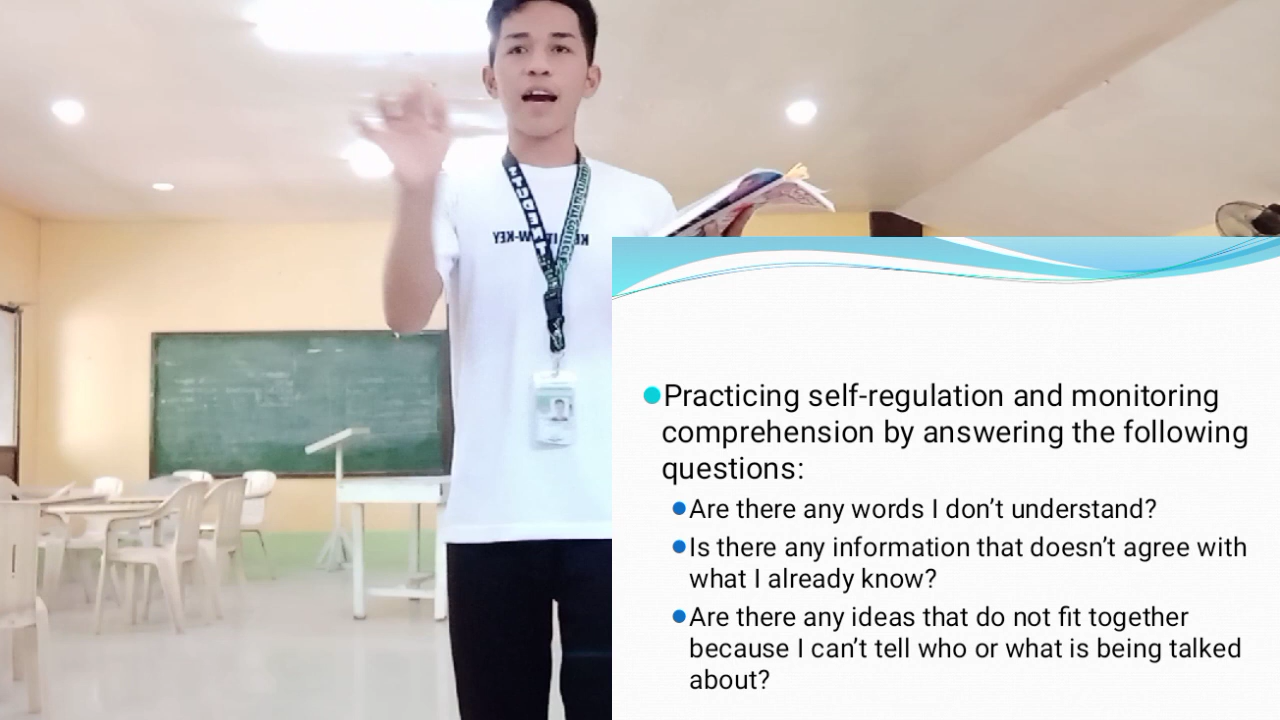 STUDENT
COLLEGE
Practicing self-regulation and monitoring
comprehension by answering the following
questions:
Are there any words I don’t understand?
Is there any information that doesn’t agree with
what I already know?
Are there any ideas that do not fit together
because I can’t tell who or what is being talked
about?